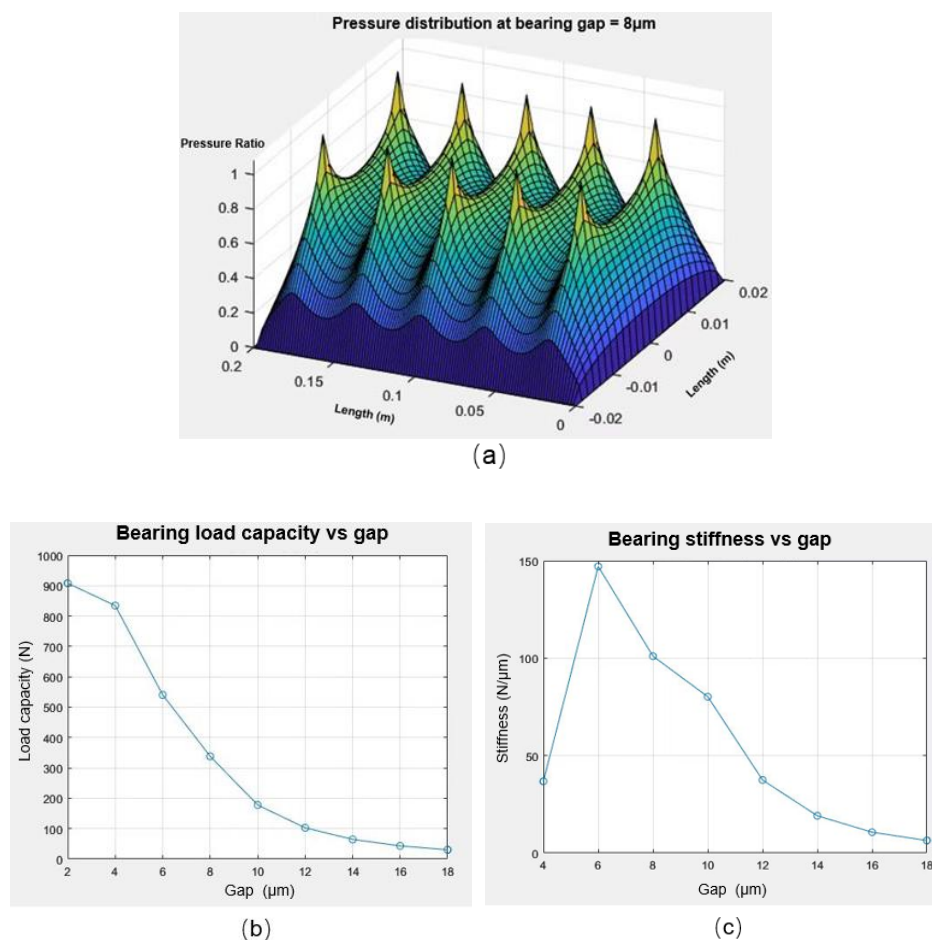 Pressure distribution at bearing gap = 8μm
Pressure Ratio
1
0.8
0.6
0.4
0.2
0
0.2
0.15
0.1
0.05
0
Length (m)
0.02
0.01
0
-0.01
-0.02
Length (m)
(a)
Bearing load capacity vs gap
Load capacity (N)
1000
900
800
700
600
500
400
300
200
100
0
2 4 6 8 10 12 14 16 18
Gap (μm)
(b)
Bearing stiffness vs gap
Stiffness (N/μm)
150
100
50
0
4 6 8 10 12 14 16 18
Gap (μm)
(c)